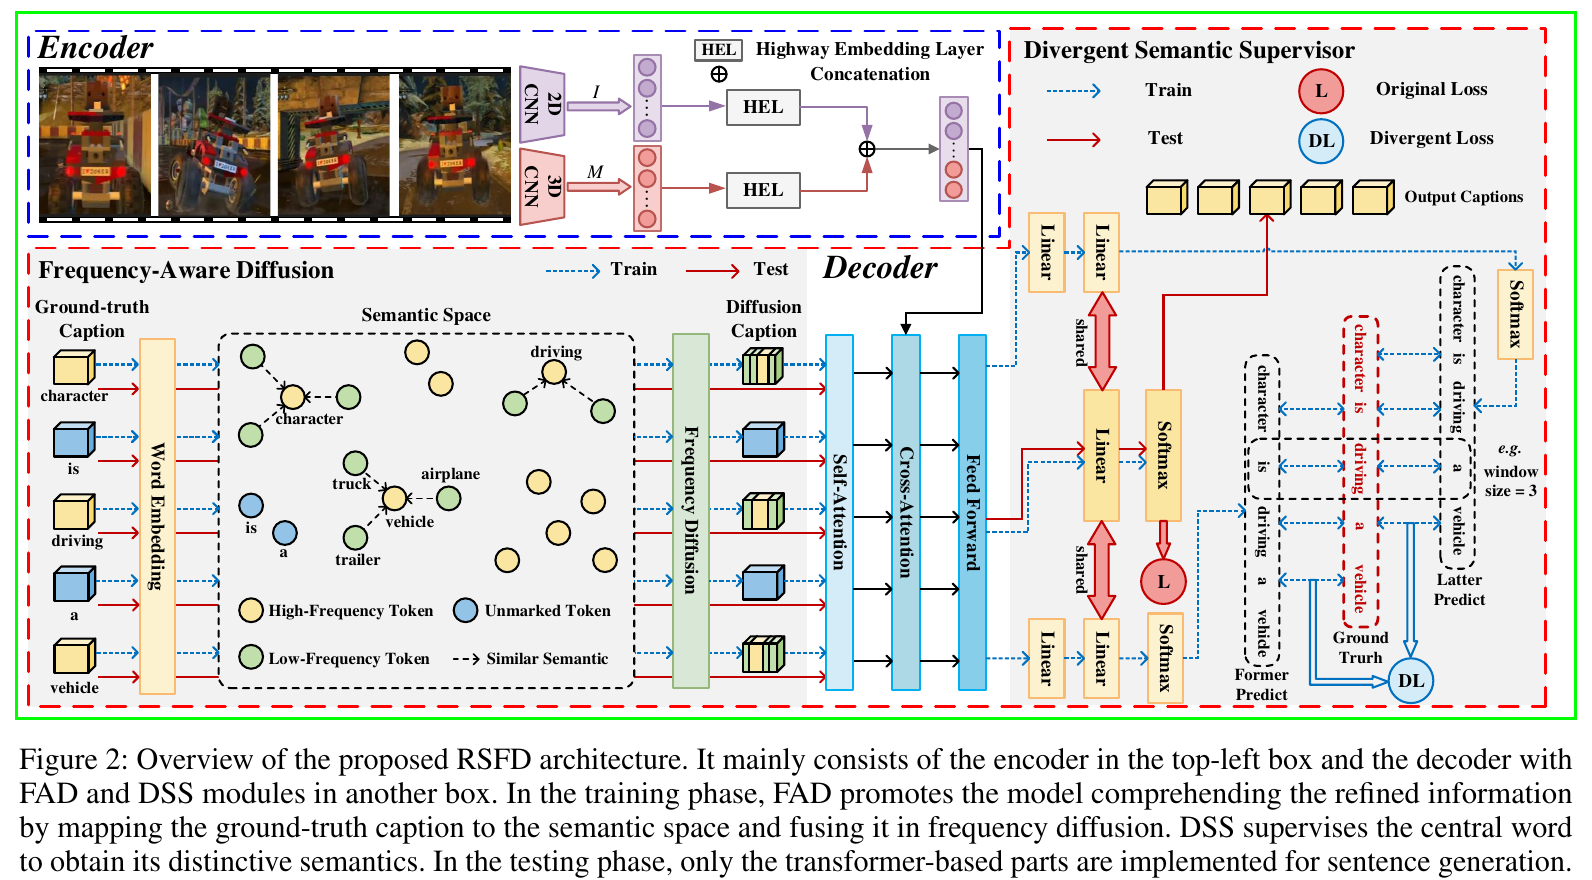 Encoder
2D CNN
I
3D CNN
M
HEL
HEL
HEL Highway Embedding Layer
⊕ Concatenation
Divergent Semantic Supervisor
Train
L
Original Loss
Test
DL
Divergent Loss
Output Captions
Frequency-Aware Diffusion
Train
Test
Decoder
Ground-truth
Caption
character
is
driving
a
vehicle
Word Embedding
Semantic Space
character
driving
truck
airplane
vehicle
trailer
is
a
High-Frequency Token
Unmarked Token
Low-Frequency Token
Similar Semantic
Frequency Diffusion
Diffusion
Caption
Self-Attention
Cross-Attention
Feed Forward
Linear
Linear
shared
Linear
Softmax
shared
L
Linear
Linear
Softmax
Softmax
character is driving a vehicle
Former
Predict
character is driving a vehicle
Ground
Trurh
character is driving a vehicle
Latter
Predict
e.g.
window
size = 3
DL
Figure 2: Overview of the proposed RSFD architecture. It mainly consists of the encoder in the top-left box and the decoder with
FAD and DSS modules in another box. In the training phase, FAD promotes the model comprehending the refined information
by mapping the ground-truth caption to the semantic space and fusing it in frequency diffusion. DSS supervises the central word
to obtain its distinctive semantics. In the testing phase, only the transformer-based parts are implemented for sentence generation.